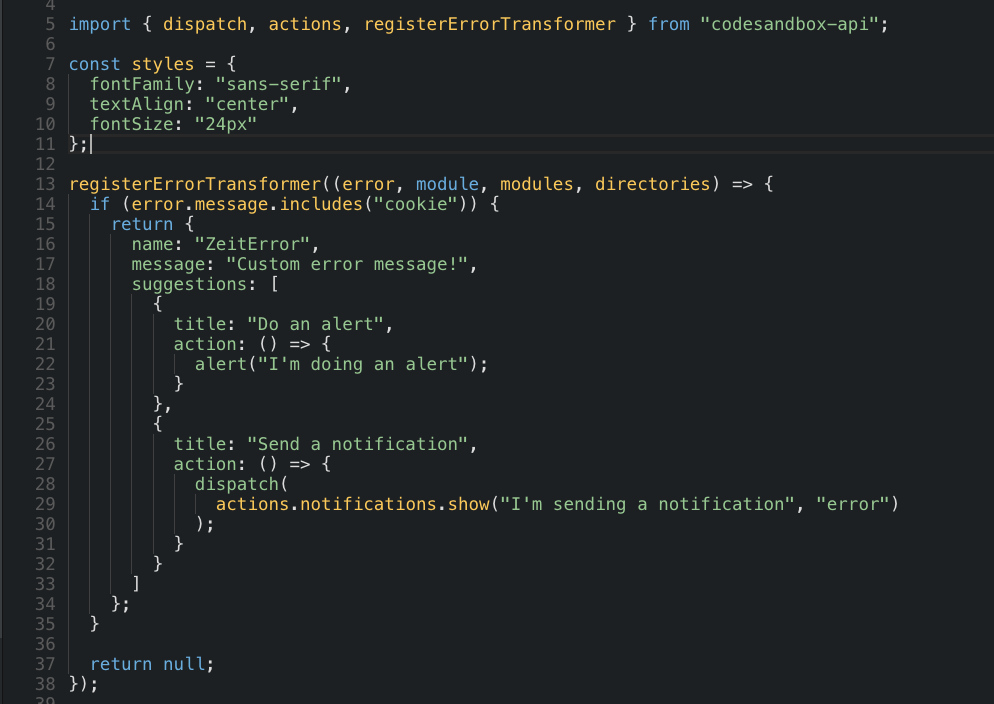 4
5 import { dispatch, actions, registerErrorTransformer } from "codesandbox-api";
6
7 const styles = {
8   fontFamily: "sans-serif",
9   textAlign: "center",
10   fontSize: "24px"
11 };
12
13 registerErrorTransformer((error, module, modules, directories) => {
14   if (error.message.includes("cookie")) {
15     return {
16       name: "ZeitError",
17       message: "Custom error message!",
18       suggestions: [
19         {
20           title: "Do an alert",
21           action: () => {
22             alert("I'm doing an alert");
23           }
24         },
25         {
26           title: "Send a notification",
27           action: () => {
28             dispatch(
29               actions.notifications.show("I'm sending a notification", "error")
30             );
31           }
32         }
33       ]
34     };
35   }
36
37   return null;
38 });
39